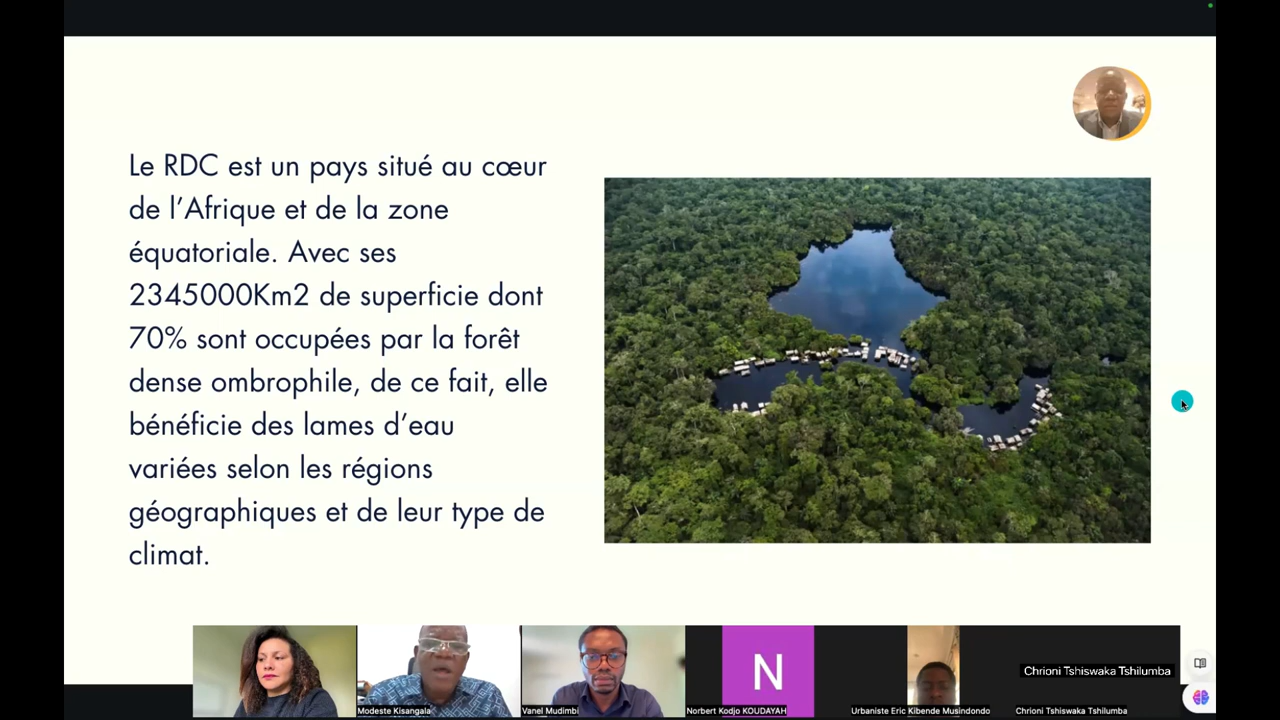 Le RDC est un pays situé au cœur
de l’Afrique et de la zone
équatoriale. Avec ses
2345000Km2 de superficie dont
70% sont occupées par la forêt
dense ombrophile, de ce fait, elle
bénéficie des lames d’eau
variées selon les régions
géographiques et de leur type de
climat.
N
Chrioni Tshiswaka Tshilumba
Modeste Kisangala
Vanel Mudimbi
Norbert Kodjo KOUDAYAH
Urbaniste Eric Kibende Musindondo
Chrioni Tshiswaka Tshilumba